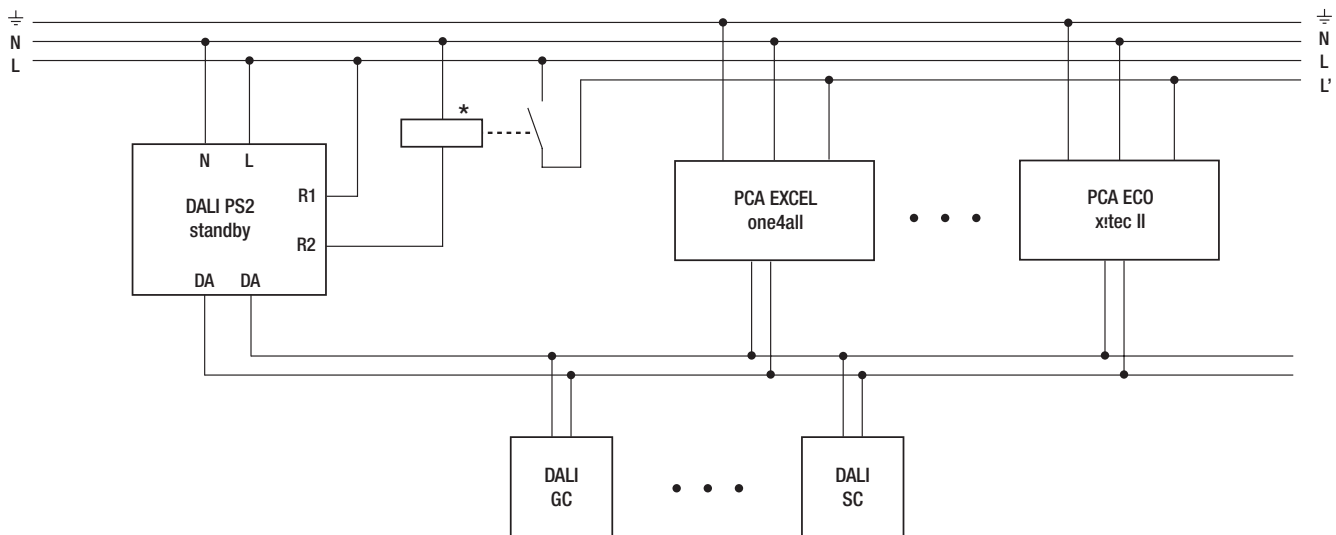 ⏚ ⏚
N N
L L
L'
*
N L
DALI PS2
standby
R1
R2
DA DA
PCA EXCEL
one4all
• • •
PCA ECO
x!tec II
DALI
GC
• • •
DALI
SC